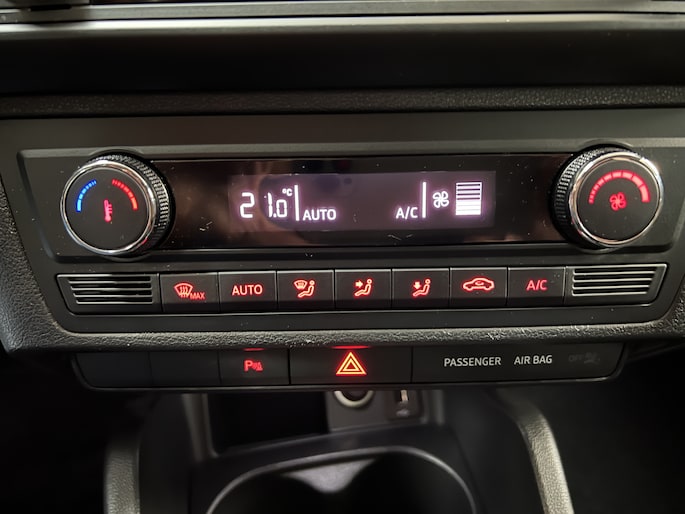 21.0°C AUTO A/C
MAX AUTO A/C
P PASSENGER AIR BAG OFF